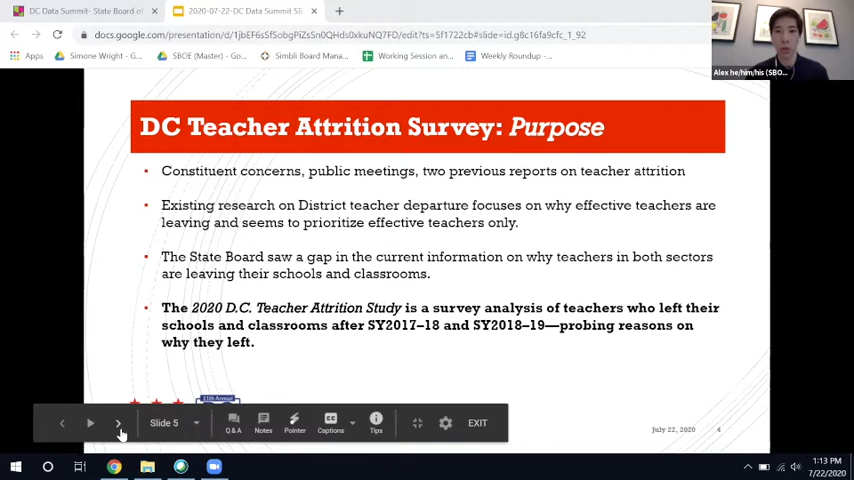 DC Data Summit- State Board of
2020-07-22-DC Data Summit SB
docs.google.com/presentation/d/1jbEF6sSfSobgPiZsSn0QHds0xkuNQ7FD/edit?ts=5f1722cb#slide=id.g8c16fa9cfc_1_92
Apps
Simone Wright - Go...
SBOE (Master) - Go...
Simbli Board Mana...
Working Session an...
Weekly Roundup -...
Alex he/him/his (SBO...
DC Teacher Attrition Survey: Purpose
Constituent concerns, public meetings, two previous reports on teacher attrition
Existing research on District teacher departure focuses on why effective teachers are
leaving and seems to prioritize effective teachers only.
The State Board saw a gap in the current information on why teachers in both sectors
are leaving their schools and classrooms.
The 2020 D.C. Teacher Attrition Study is a survey analysis of teachers who left their
schools and classrooms after SY2017–18 and SY2018–19—probing reasons on
why they left.
11th Annual
Slide 5
Q & A
Notes
Pointer
Captions
Tips
EXIT
July 22, 2020
4
1:13 PM
7/22/2020